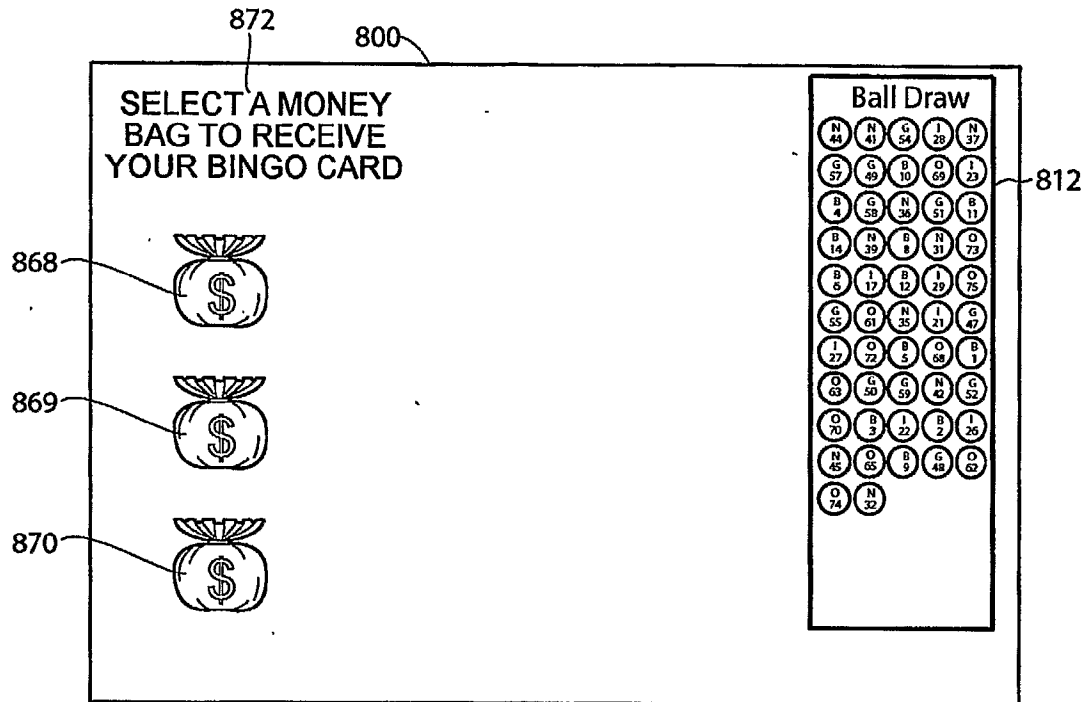 872
800
SELECT A MONEY
BAG TO RECEIVE
YOUR BINGO CARD
Ball Draw
N 44 N 41 G 54 I 28 N 37
G 57 G 49 B 10 O 69 I 23
812
B 4 G 58 N 36 G 51 B 11
B 14 N 39 B 8 N 31 O 73
868
$
B 6 I 17 B 12 I 29 O 75
G 55 O 61 N 35 I 21 G 47
I 27 O 72 B 5 O 68 B 1
869
$
O 63 G 50 G 59 N 42 G 52
O 70 B 3 I 22 B 2 I 26
N 45 O 65 B 9 G 48 O 62
O 74 N 32
870
$